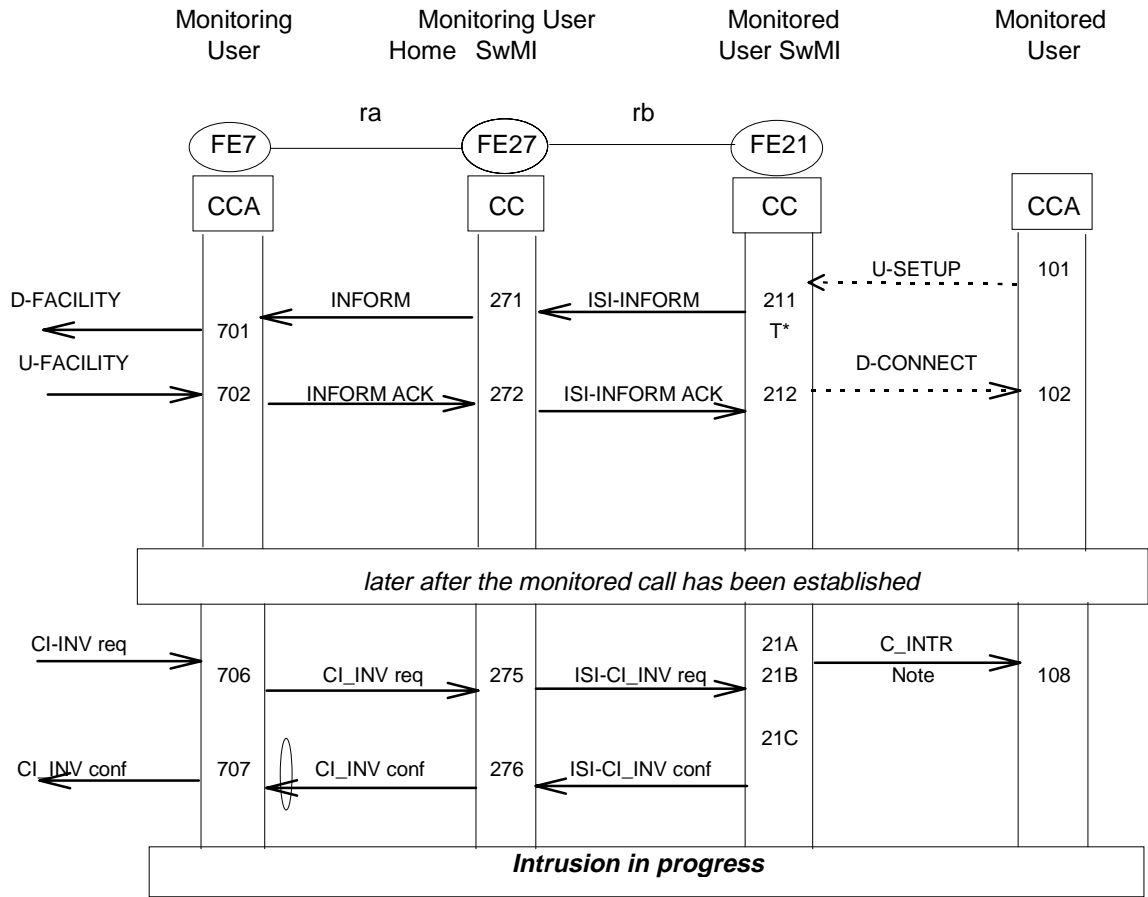 Monitoring User
Monitoring User Home SwMI
Monitored User SwMI
Monitored User
ra
rb
FE7
FE27
FE21
CCA
CC
CC
CCA
U-SETUP
101
D-FACILITY
INFORM
271
ISI-INFORM
211
701
T*
U-FACILITY
D-CONNECT
702
INFORM ACK
272
ISI-INFORM ACK
212
102
later after the monitored call has been established
CI-INV req
21A
C_INTR
706
CI_INV req
275
ISI-CI_INV req
21B
Note
108
21C
CI_INV conf
707
CI_INV conf
276
ISI-CI_INV conf
Intrusion in progress